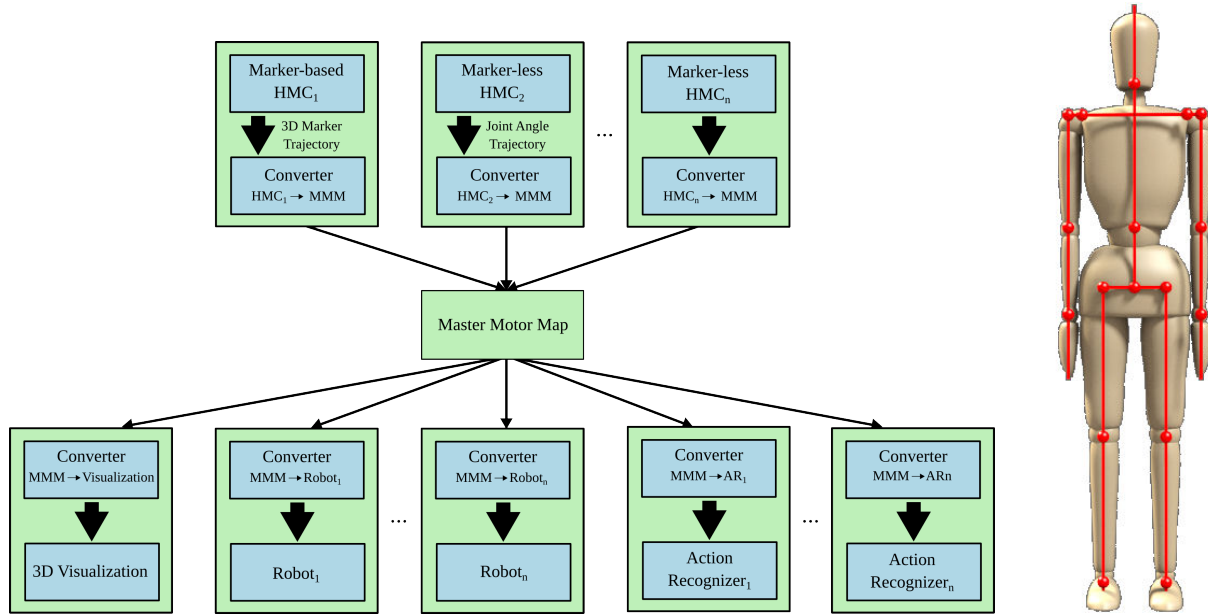 Marker-based
HMC₁
3D Marker
Trajectory
Converter
HMC₁ → MMM
Marker-less
HMC₂
Joint Angle
Trajectory
Converter
HMC₂ → MMM
...
Marker-less
HMCₙ
Converter
HMCₙ → MMM
Master Motor Map
Converter
MMM → Visualization
3D Visualization
Converter
MMM → Robot₁
Robot₁
...
Converter
MMM → Robotₙ
Robotₙ
Converter
MMM → AR₁
Action
Recognizer₁
...
Converter
MMM → ARn
Action
Recognizerₙ